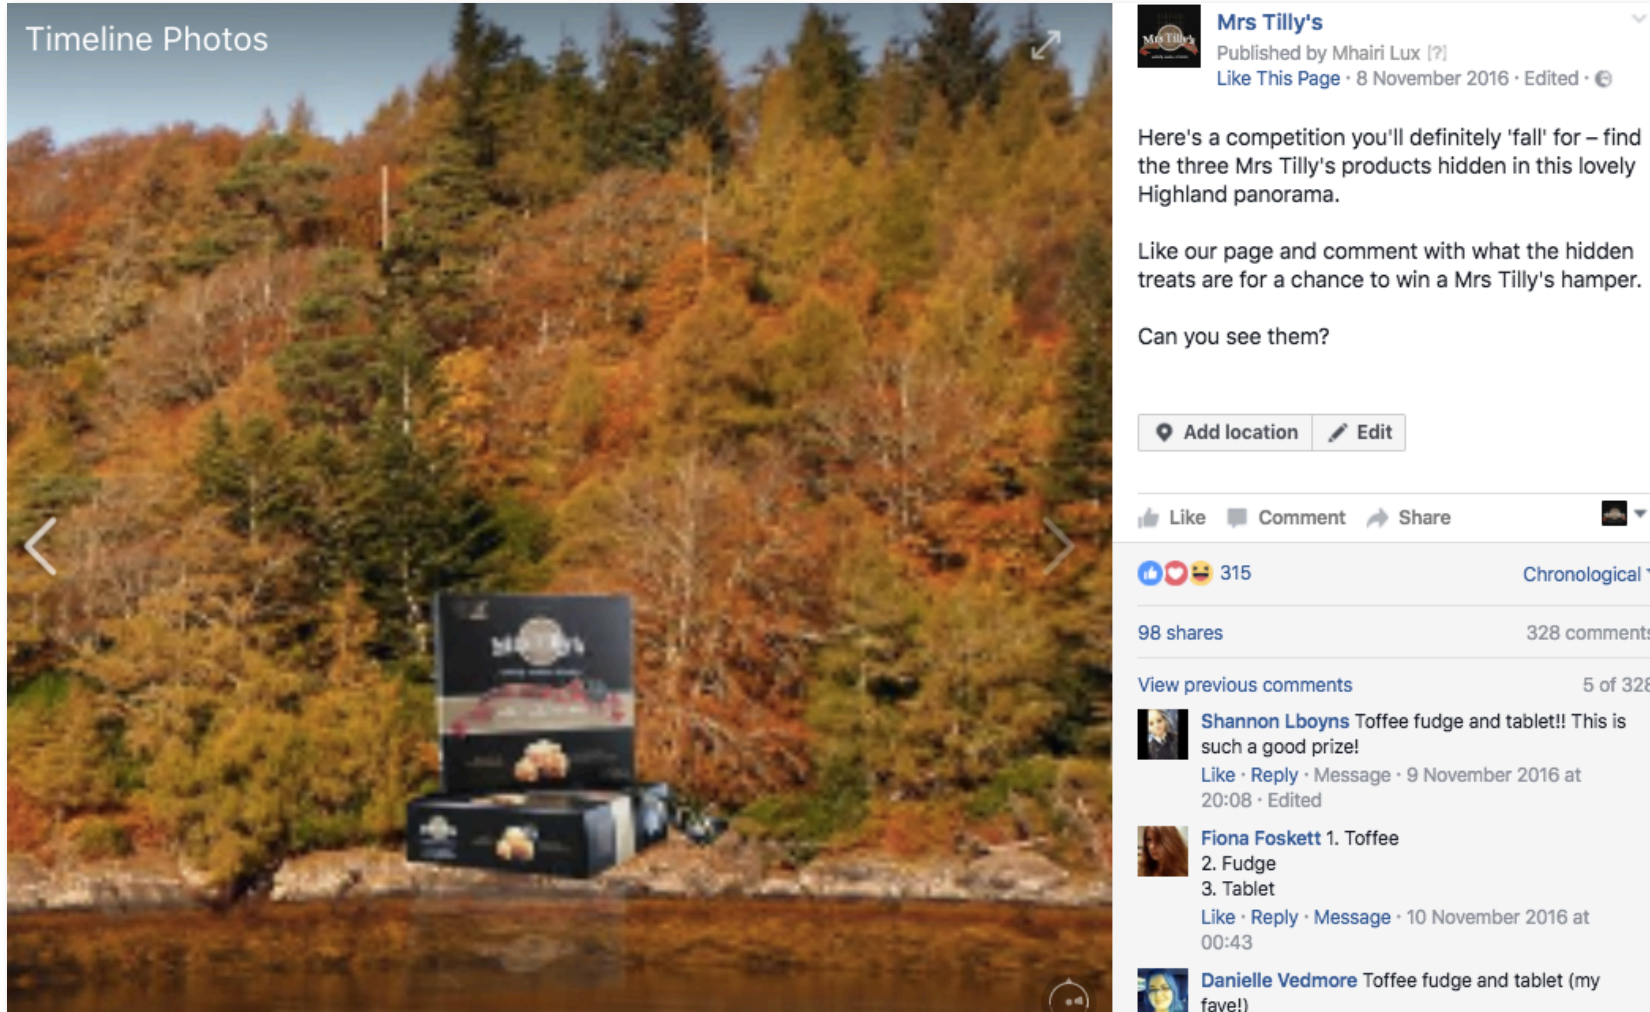 Timeline Photos
Mrs Tilly's
Mrs Tilly's
Published by Mhairi Lux [?]
Like This Page · 8 November 2016 · Edited ·
Here's a competition you'll definitely 'fall' for – find
the three Mrs Tilly's products hidden in this lovely
Highland panorama.
Like our page and comment with what the hidden
treats are for a chance to win a Mrs Tilly's hamper.
Can you see them?
Add location
Edit
Like Comment Share
315
Chronological
98 shares
328 comments
View previous comments
5 of 328
Shannon Lboyns Toffee fudge and tablet!! This is
such a good prize!
Like · Reply · Message · 9 November 2016 at
20:08 · Edited
Fiona Foskett 1. Toffee
2. Fudge
3. Tablet
Like · Reply · Message · 10 November 2016 at
00:43
Danielle Vedmore Toffee fudge and tablet (my
fave!)